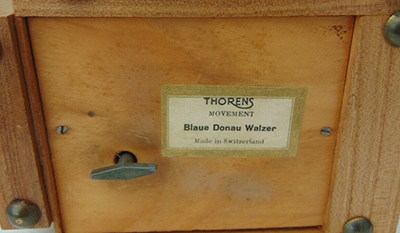 THORENS
MOVEMENT
Blaue Donau Walzer
Made in Switzerland